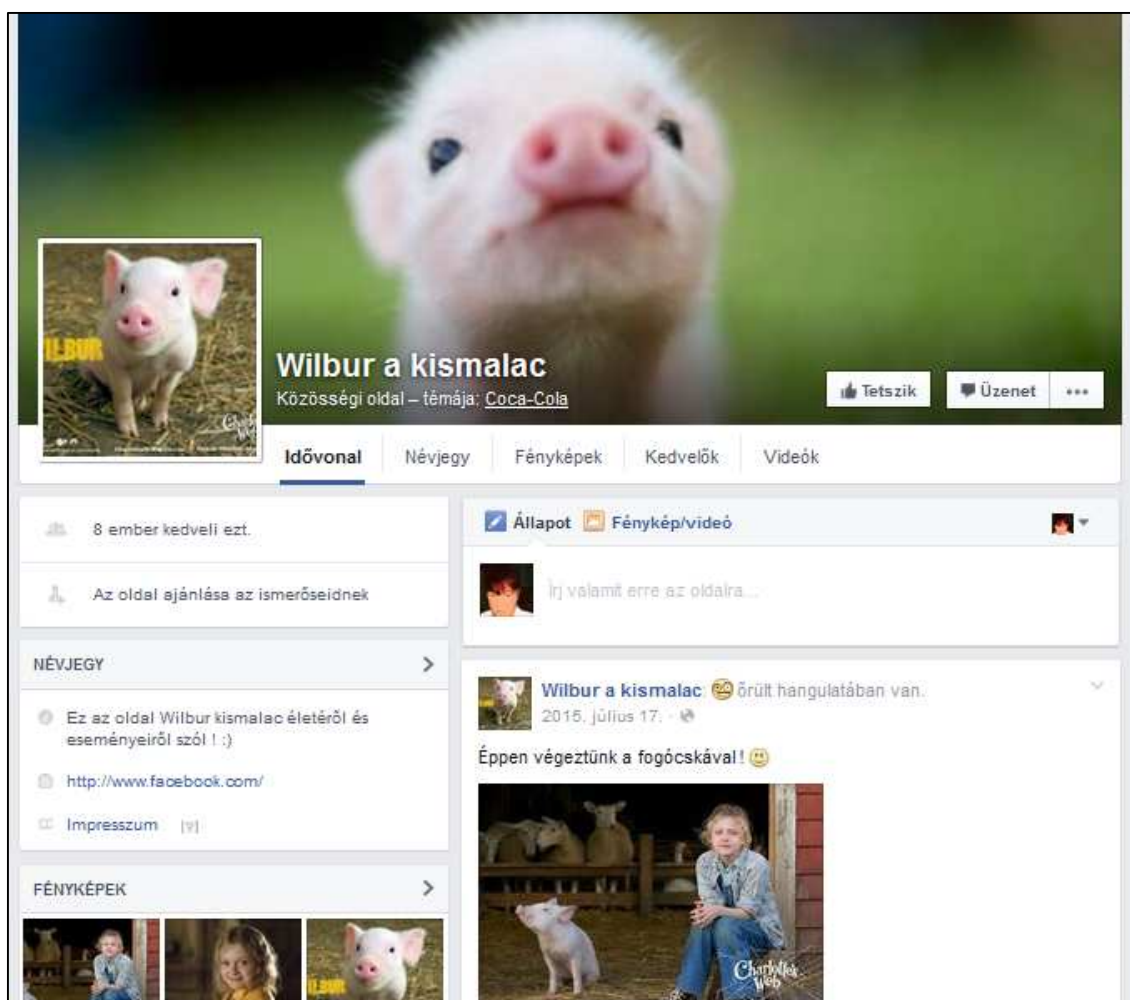 WILBUR
Charlotte's Web
Wilbur a kismalac
Közösségi oldal – témája: Coca-Cola
Tetszik
Üzenet
Idővonal
Névjegy
Fényképek
Kedvelők
Videók
8 ember kedveli ezt.
Az oldal ajánlása az ismerőseidnek
NÉVJEGY
Ez az oldal Wilbur kismalac életéről és
eseményeiről szól ! :)
http://www.facebook.com/
Impresszum [?]
FÉNYKÉPEK
Állapot Fénykép/videó
Írj valamit erre az oldalra...
Wilbur a kismalac: őrült hangulatában van.
2015. július 17. ·
Éppen végeztünk a fogócskával!
Charlotte's
Web